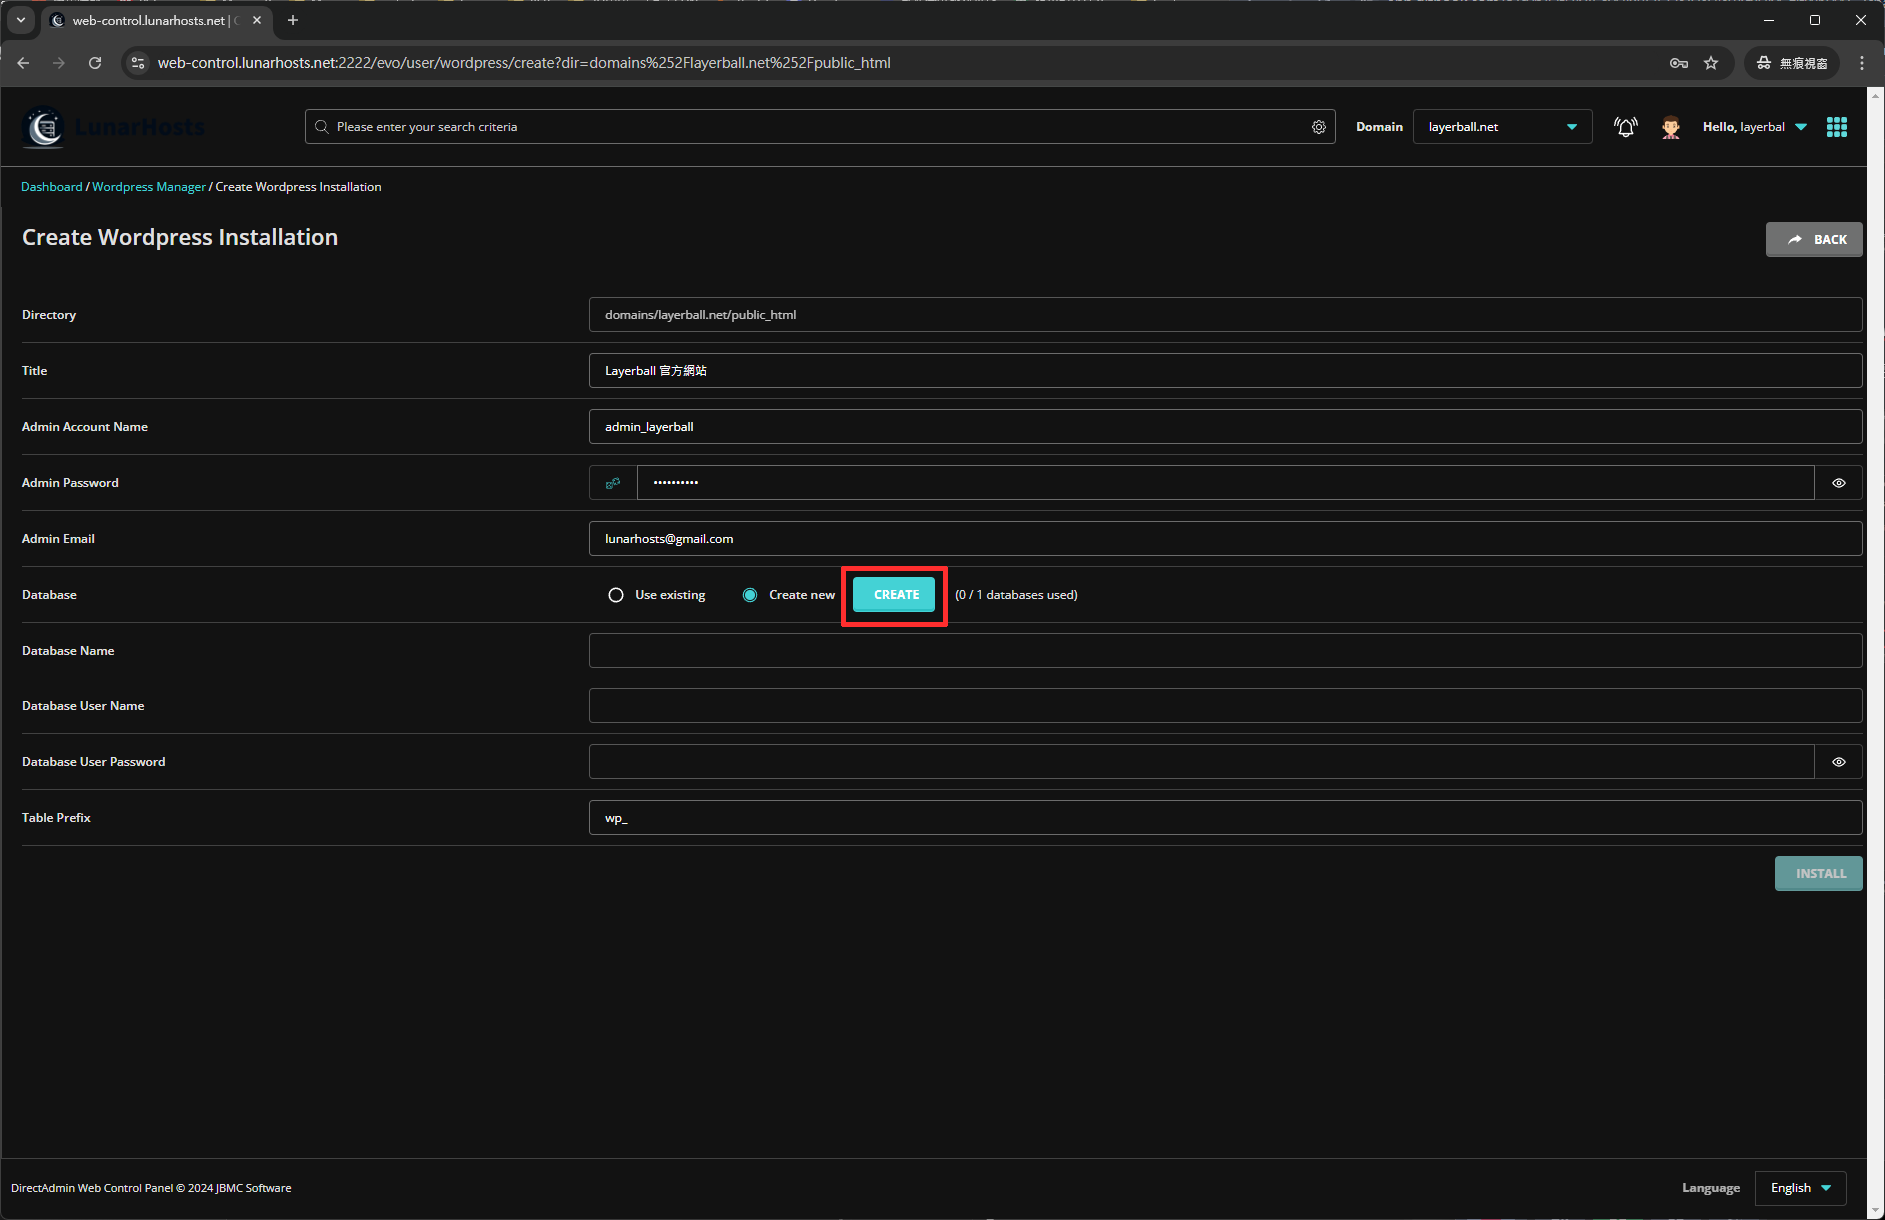 web-control.lunarhosts.net |
web-control.lunarhosts.net:2222/evo/user/wordpress/create?dir=domains%252Flayerball.net%252Fpublic_html
無痕視窗
LunarHosts
Please enter your search criteria
Domain
layerball.net
Hello, layerbal
Dashboard / Wordpress Manager / Create Wordpress Installation
Create Wordpress Installation
BACK
Directory
domains/layerball.net/public_html
Title
Layerball 官方網站
Admin Account Name
admin_layerball
Admin Password
••••••••••
Admin Email
lunarhosts@gmail.com
Database
Use existing
Create new
CREATE
(0 / 1 databases used)
Database Name
Database User Name
Database User Password
Table Prefix
wp_
INSTALL
DirectAdmin Web Control Panel © 2024 JBMC Software
Language
English